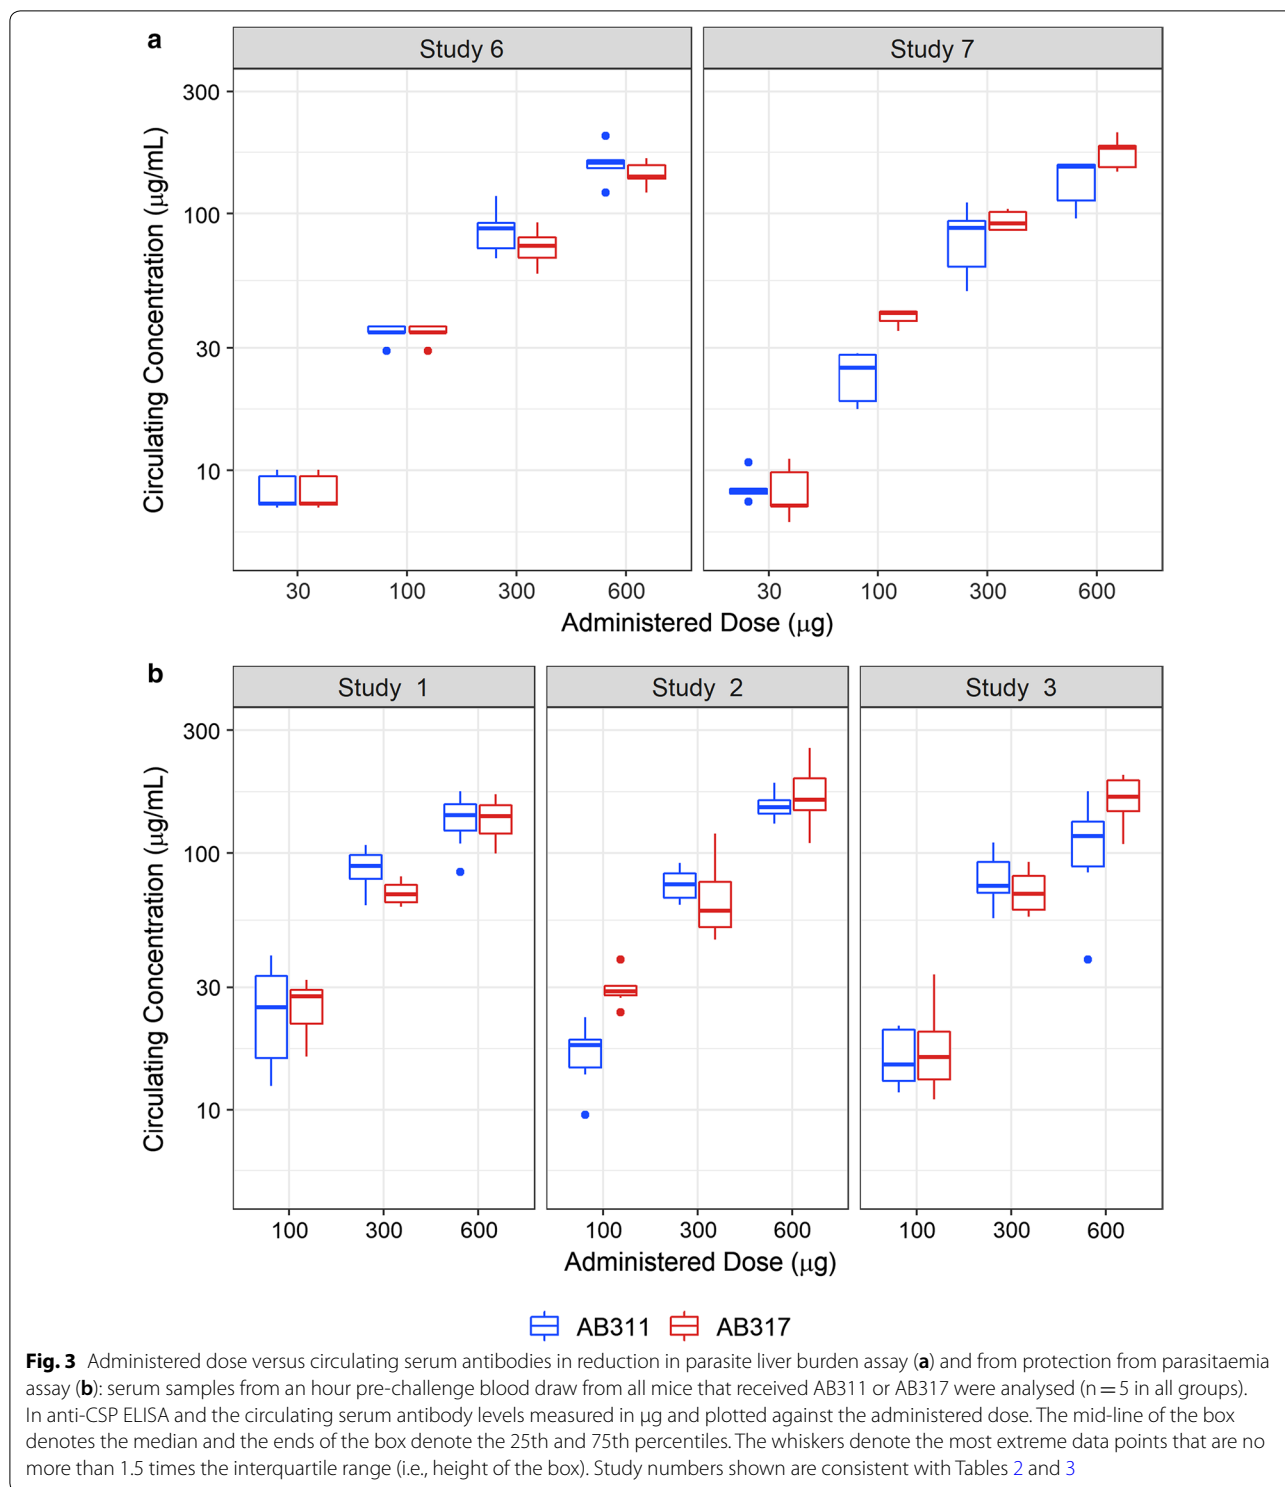 a
Study 6
Study 7
300
100
30
10
Circulating Concentration (μg/mL)
30 100 300 600
30 100 300 600
Administered Dose (μg)
b
Study 1
Study 2
Study 3
300
100
30
10
Circulating Concentration (μg/mL)
100 300 600
100 300 600
100 300 600
Administered Dose (μg)
AB311 AB317
Fig. 3 Administered dose versus circulating serum antibodies in reduction in parasite liver burden assay (a) and from protection from parasitaemia
assay (b): serum samples from an hour pre-challenge blood draw from all mice that received AB311 or AB317 were analysed (n = 5 in all groups).
In anti-CSP ELISA and the circulating serum antibody levels measured in μg and plotted against the administered dose. The mid-line of the box
denotes the median and the ends of the box denote the 25th and 75th percentiles. The whiskers denote the most extreme data points that are no
more than 1.5 times the interquartile range (i.e., height of the box). Study numbers shown are consistent with Tables 2 and 3